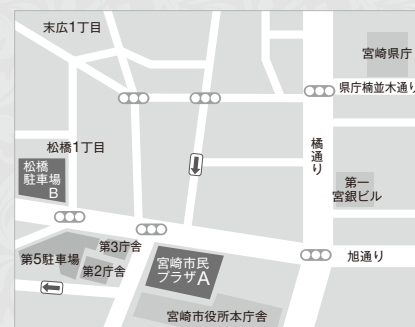 末広1丁目
宮崎県庁
県庁楠並木通り
松橋1丁目
橘通り
松橋
駐車場
B
第一
宮銀ビル
第3庁舎
第5駐車場
第2庁舎
宮崎市民
プラザA
旭通り
宮崎市役所本庁舎